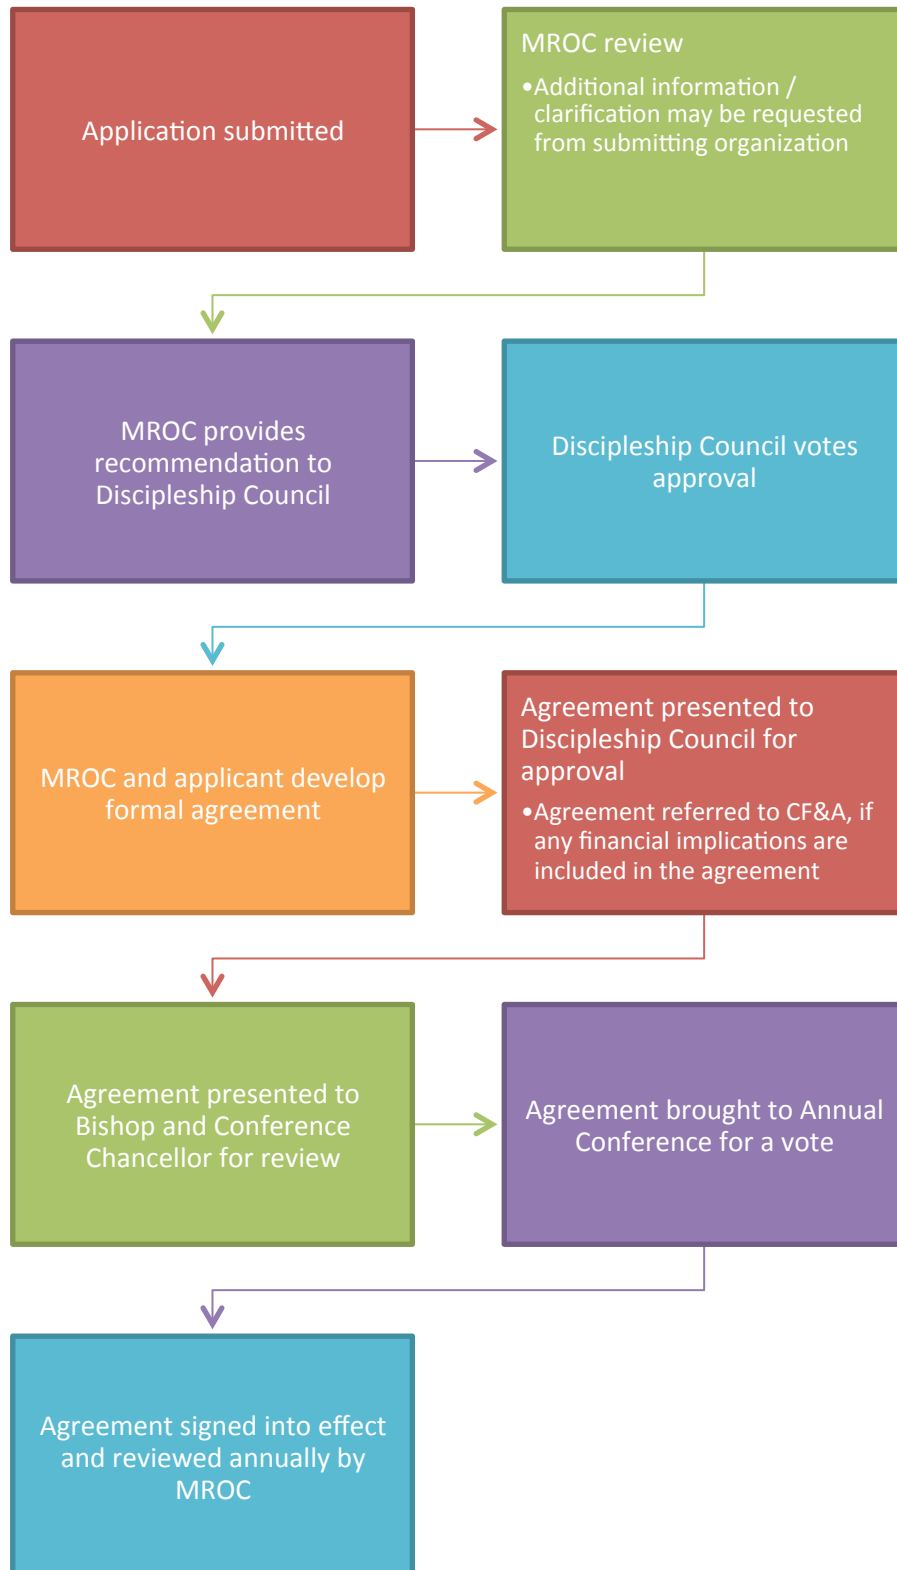 Application submitted
MROC review
•Additional information /
clarification may be requested
from submitting organization
MROC provides
recommendation to
Discipleship Council
Discipleship Council votes
approval
MROC and applicant develop
formal agreement
Agreement presented to
Discipleship Council for
approval
•Agreement referred to CF&A, if
any financial implications are
included in the agreement
Agreement presented to
Bishop and Conference
Chancellor for review
Agreement brought to Annual
Conference for a vote
Agreement signed into effect
and reviewed annually by
MROC